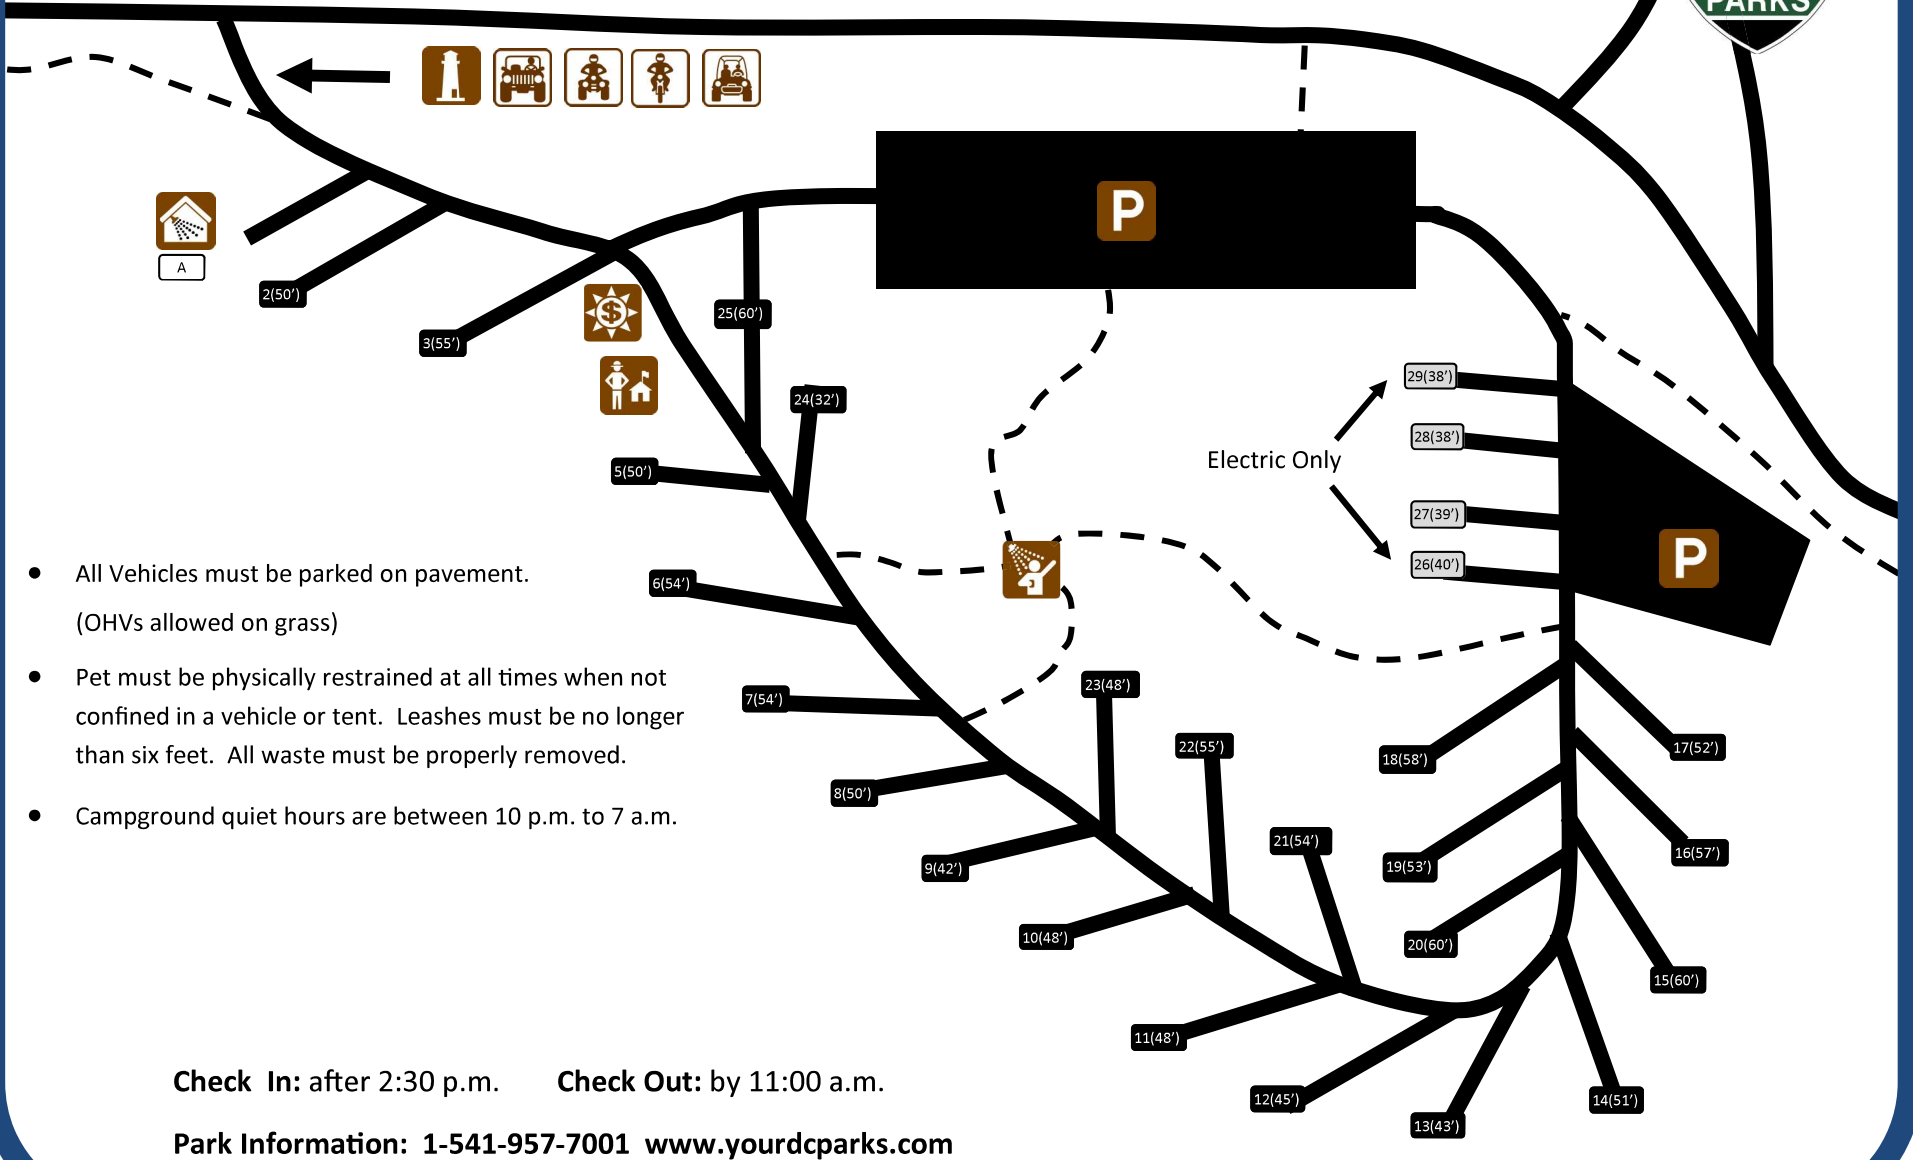 PARKS
P
A
2(50’)
3(55’)
$
25(60’)
24(32’)
29(38’)
28(38’)
Electric Only
5(50’)
27(39’)
26(40’)
P
• All Vehicles must be parked on pavement.
(OHVs allowed on grass)
6(54’)
• Pet must be physically restrained at all times when not
confined in a vehicle or tent.  Leashes must be no longer
than six feet.  All waste must be properly removed.
7(54’)
23(48’)
22(55’)
18(58’)
17(52’)
8(50’)
• Campground quiet hours are between 10 p.m. to 7 a.m.
21(54’)
9(42’)
19(53’)
16(57’)
10(48’)
20(60’)
15(60’)
11(48’)
12(45’)
13(43’)
14(51’)
Check  In: after 2:30 p.m.    Check Out: by 11:00 a.m.
Park Information:  1-541-957-7001  www.yourdcparks.com